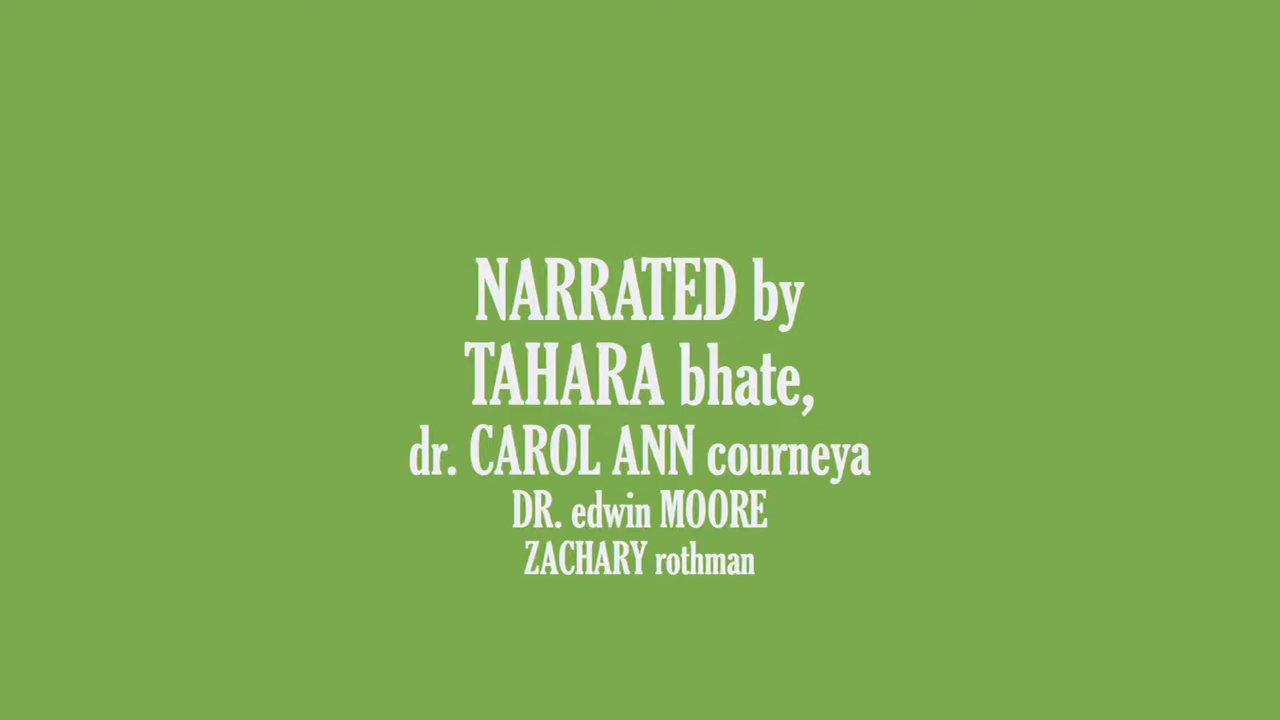 NARRATED by
TAHARA bhate,
dr. CAROL ANN courneya
DR. edwin MOORE
ZACHARY rothman